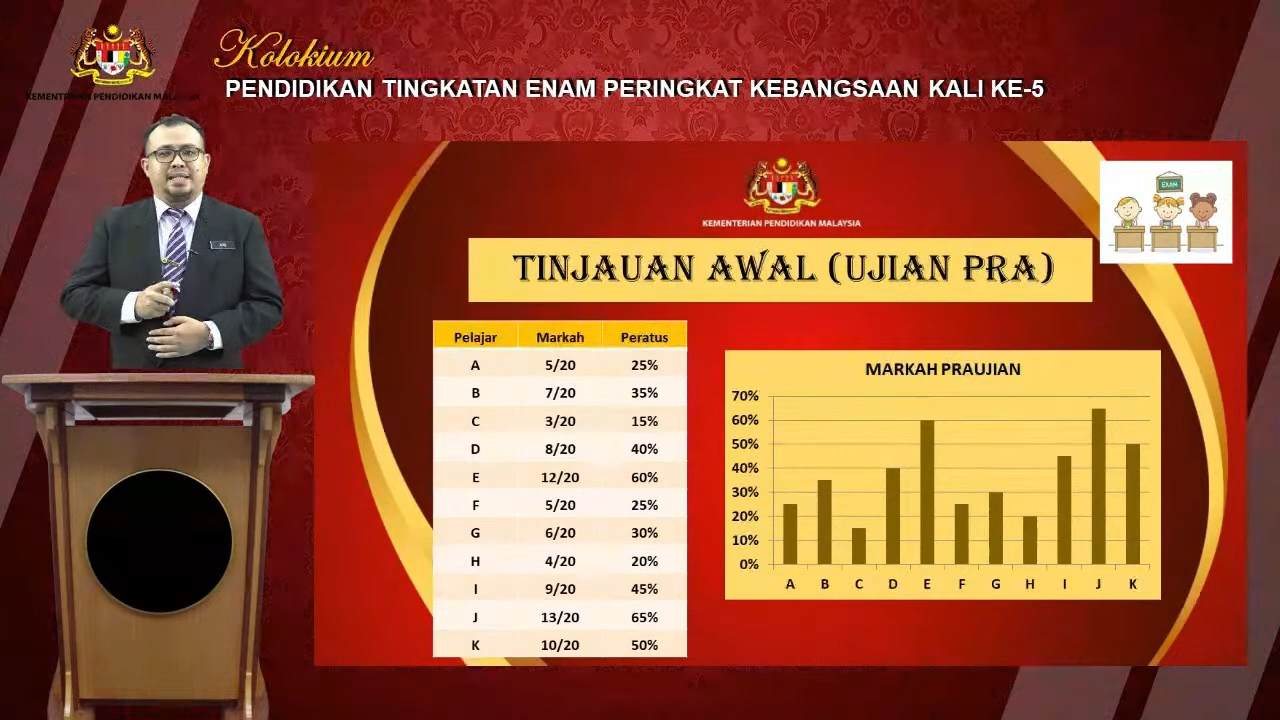 Kolokium
PENDIDIKAN TINGKATAN ENAM PERINGKAT KEBANGSAAN KALI KE-5
KEMENTERIAN PENDIDIKAN MALAYSIA
KEMENTERIAN PENDIDIKAN MALAYSIA
EXAM
TINJAUAN AWAL (UJIAN PRA)
Pelajar Markah Peratus
A 5/20 25%
B 7/20 35%
C 3/20 15%
D 8/20 40%
E 12/20 60%
F 5/20 25%
G 6/20 30%
H 4/20 20%
I 9/20 45%
J 13/20 65%
K 10/20 50%
MARKAH PRAUJIAN
70%
60%
50%
40%
30%
20%
10%
0%
A B C D E F G H I J K